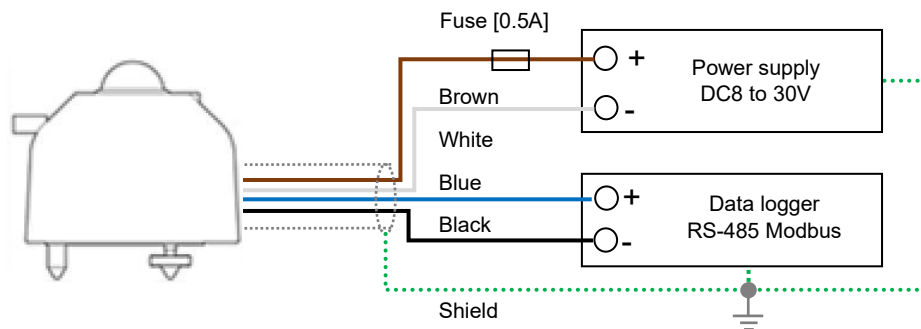 Fuse [0.5A]
+
Power supply
DC8 to 30V
-
Brown
White
Blue
+
Data logger
RS-485 Modbus
-
Black
Shield